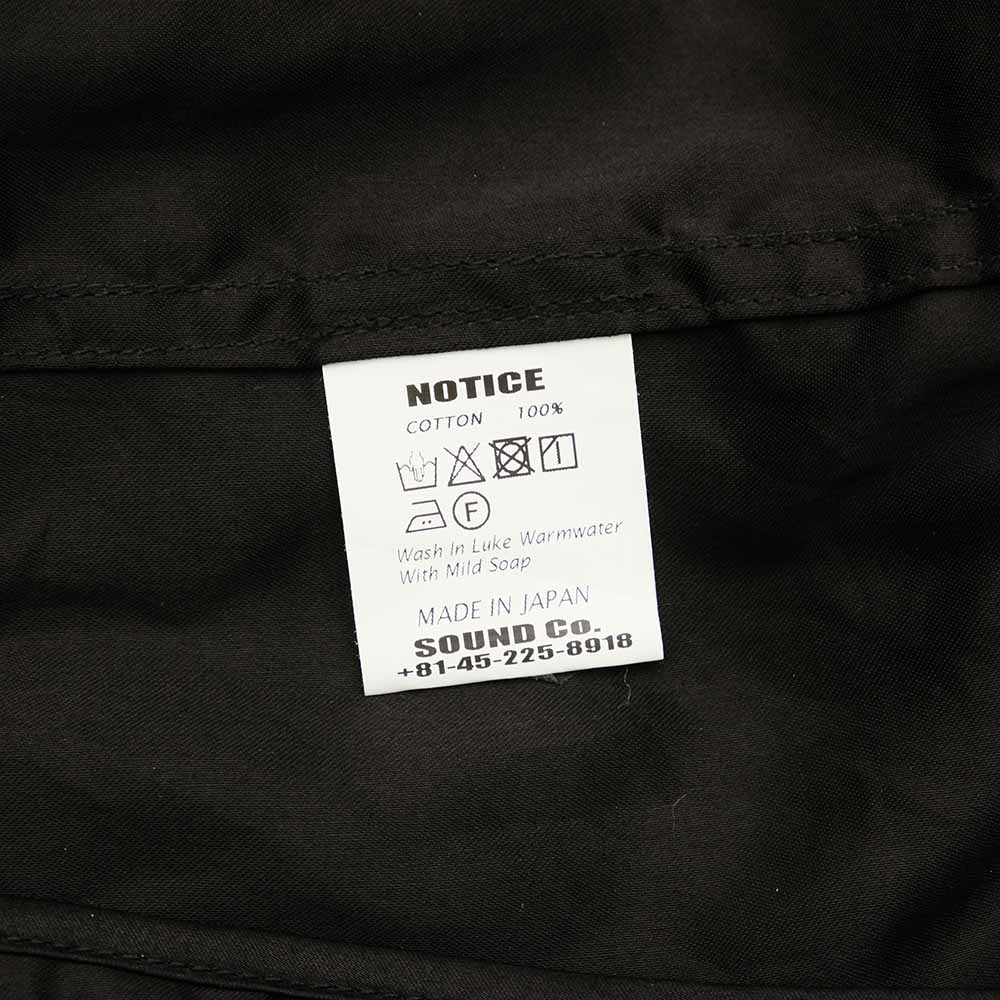 NOTICE
COTTON 100%
F
Wash In Luke Warmwater
With Mild Soap
MADE IN JAPAN
SOUND Co.
+81-45-225-8918